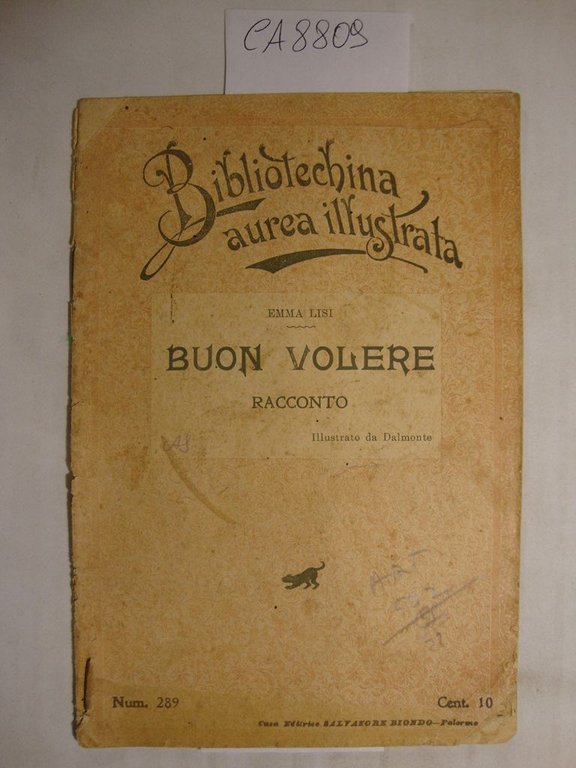 CA8809
Bibliotechina
aurea illustrata
EMMA LISI
BUON VOLERE
RACCONTO
Illustrato da Dalmonte
ART
Num. 289
Cent. 10
Casa Editrice SALVATORE BIONDO—Palermo